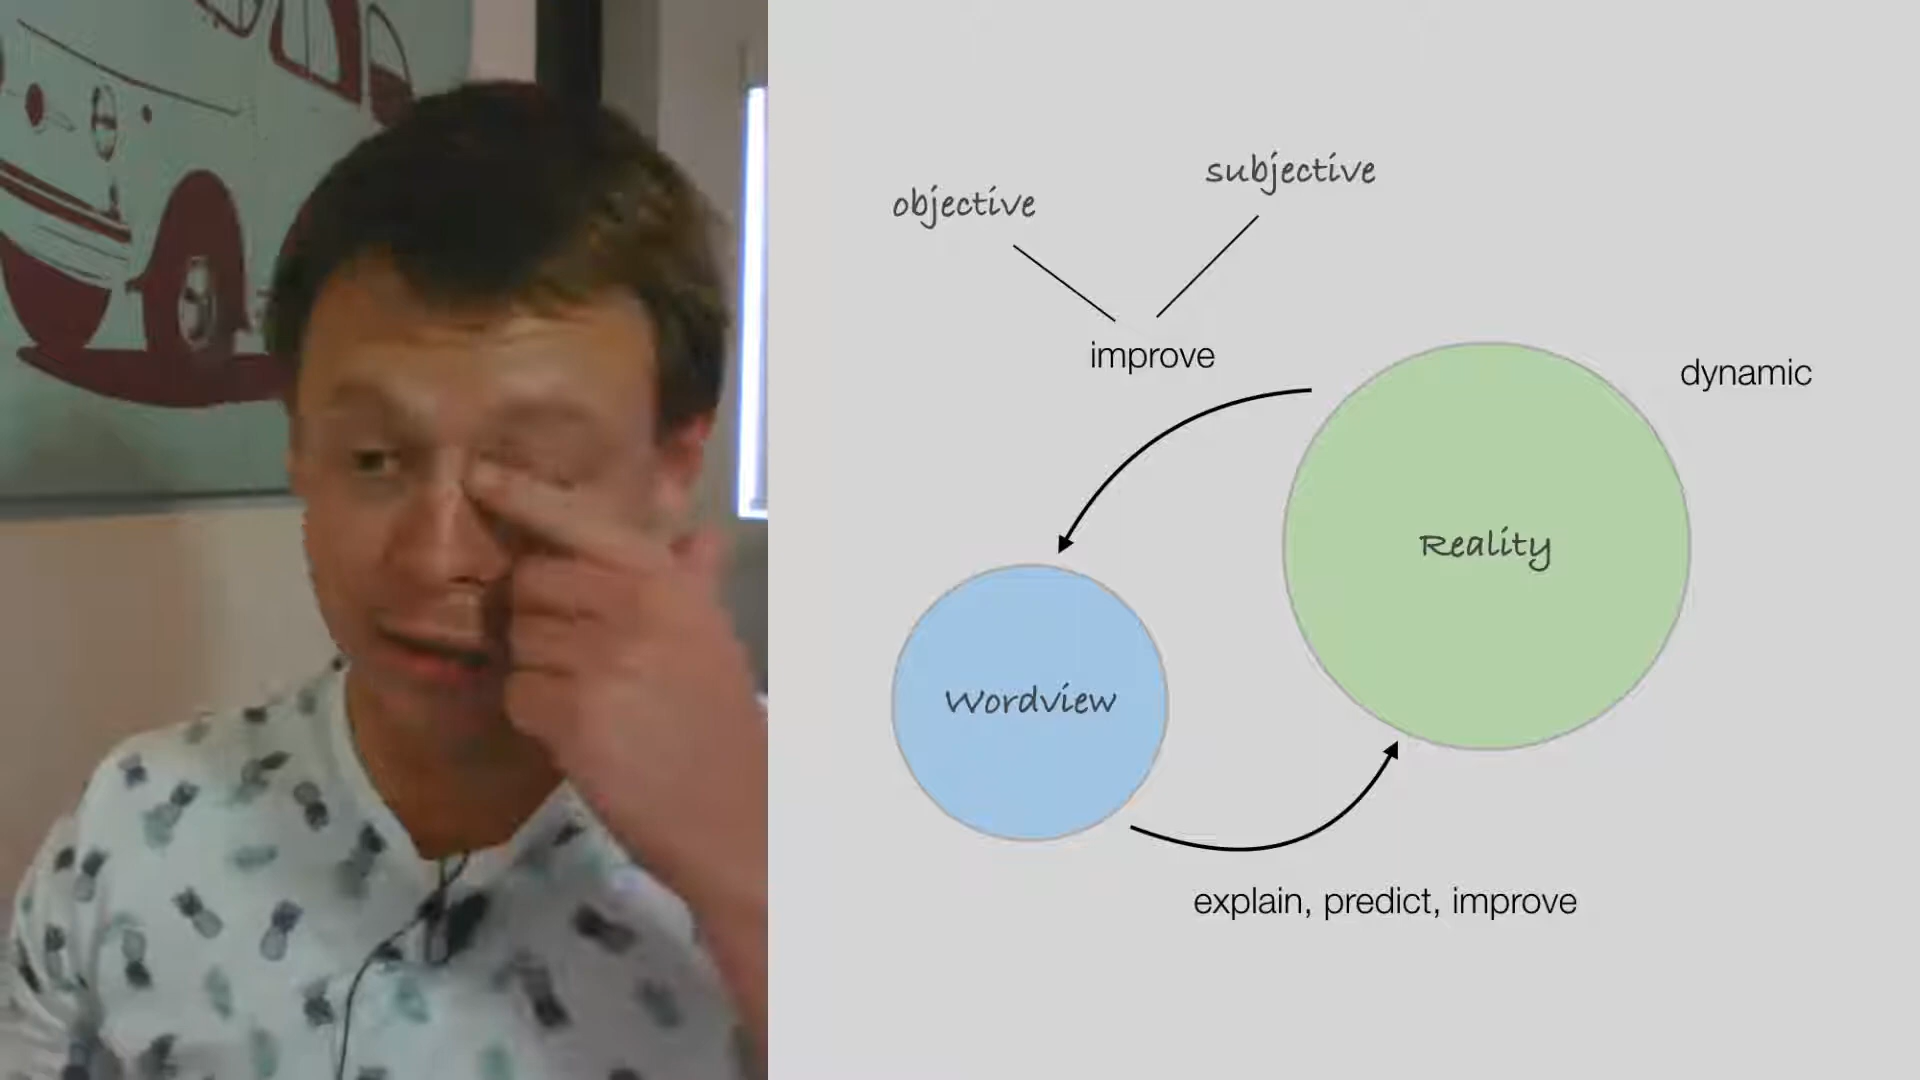 subjective
objective
improve
dynamic
Reality
Wordview
explain, predict, improve